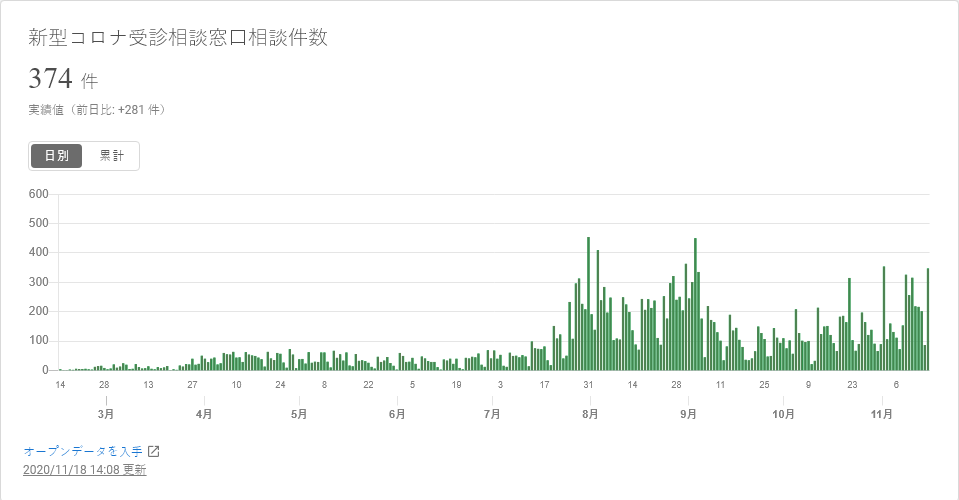 新型コロナ受診相談窓口相談件数
374 件
実績値（前日比: +281 件）
日別 累計
600
500
400
300
200
100
0
14 28 13 27 10 24 8 22 5 19 3 17 31 14 28 11 25 9 23 6
3月 4月 5月 6月 7月 8月 9月 10月 11月
オープンデータを入手
2020/11/18 14:08 更新